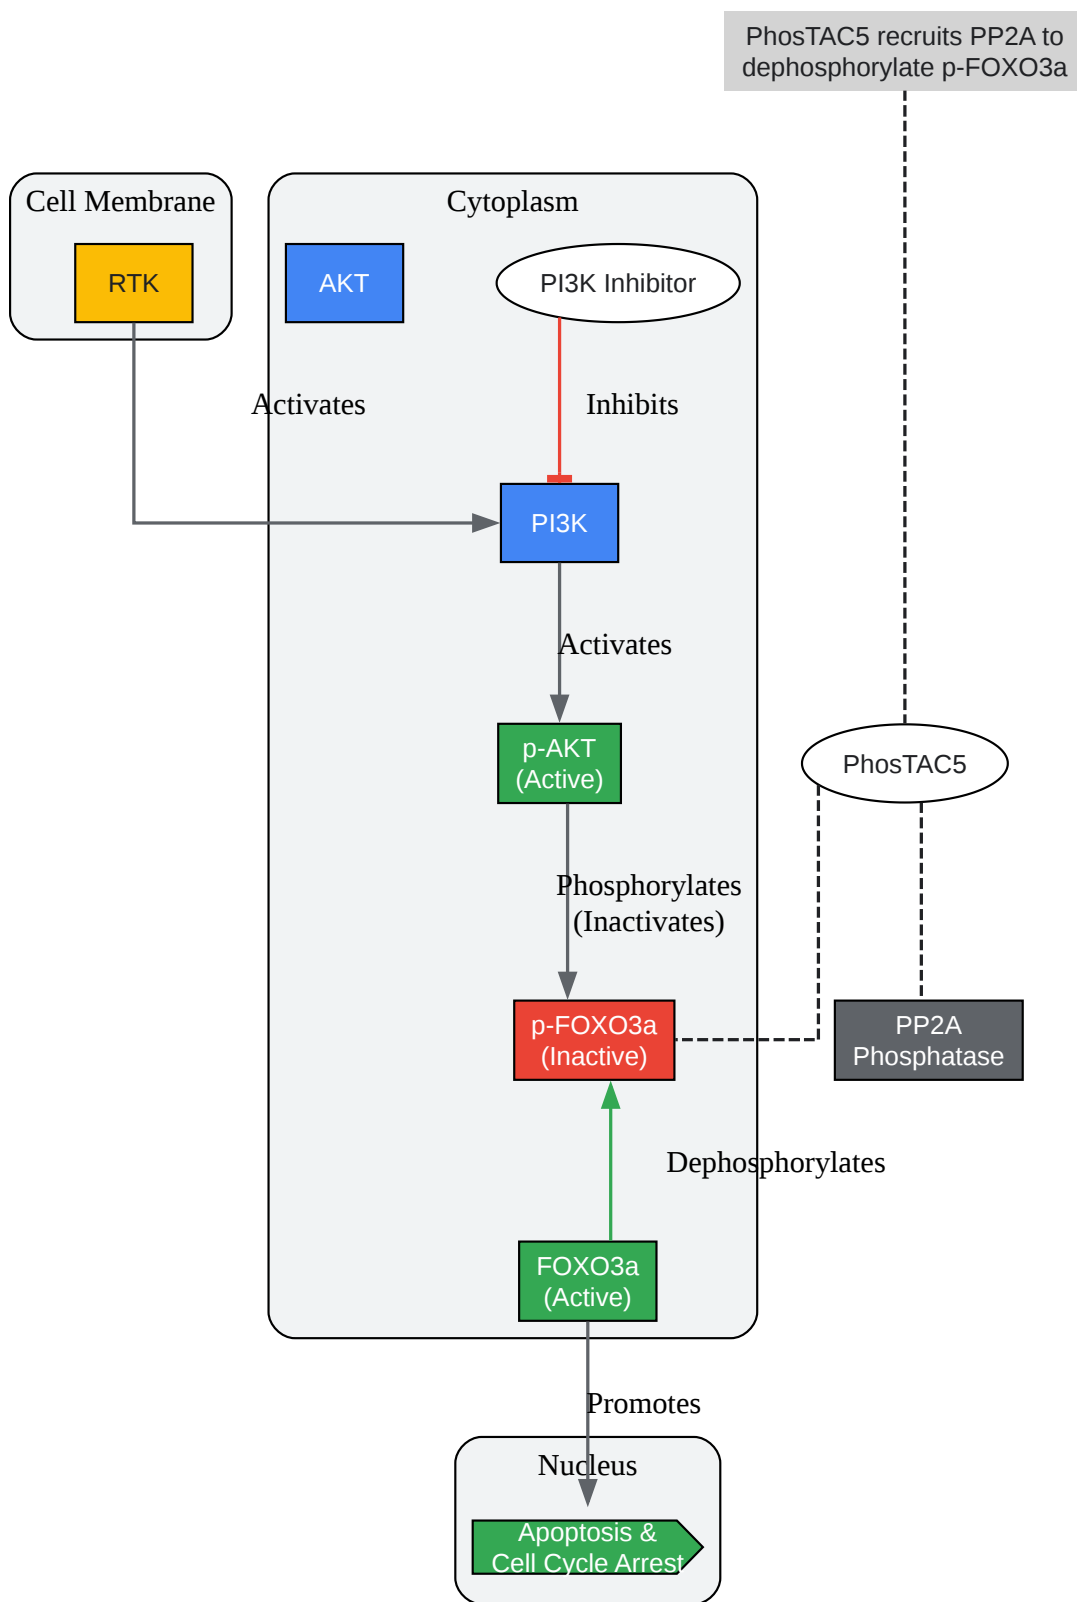 PhosTAC5 recruits PP2A to
dephosphorylate p-FOXO3a
Cell Membrane
Cytoplasm
RTK
AKT
PI3K Inhibitor
Activates
Inhibits
PI3K
Activates
p-AKT
(Active)
PhosTAC5
Phosphorylates
(Inactivates)
p-FOXO3a
(Inactive)
PP2A
Phosphatase
Dephosphorylates
FOXO3a
(Active)
Promotes
Nucleus
Apoptosis &
Cell Cycle Arrest